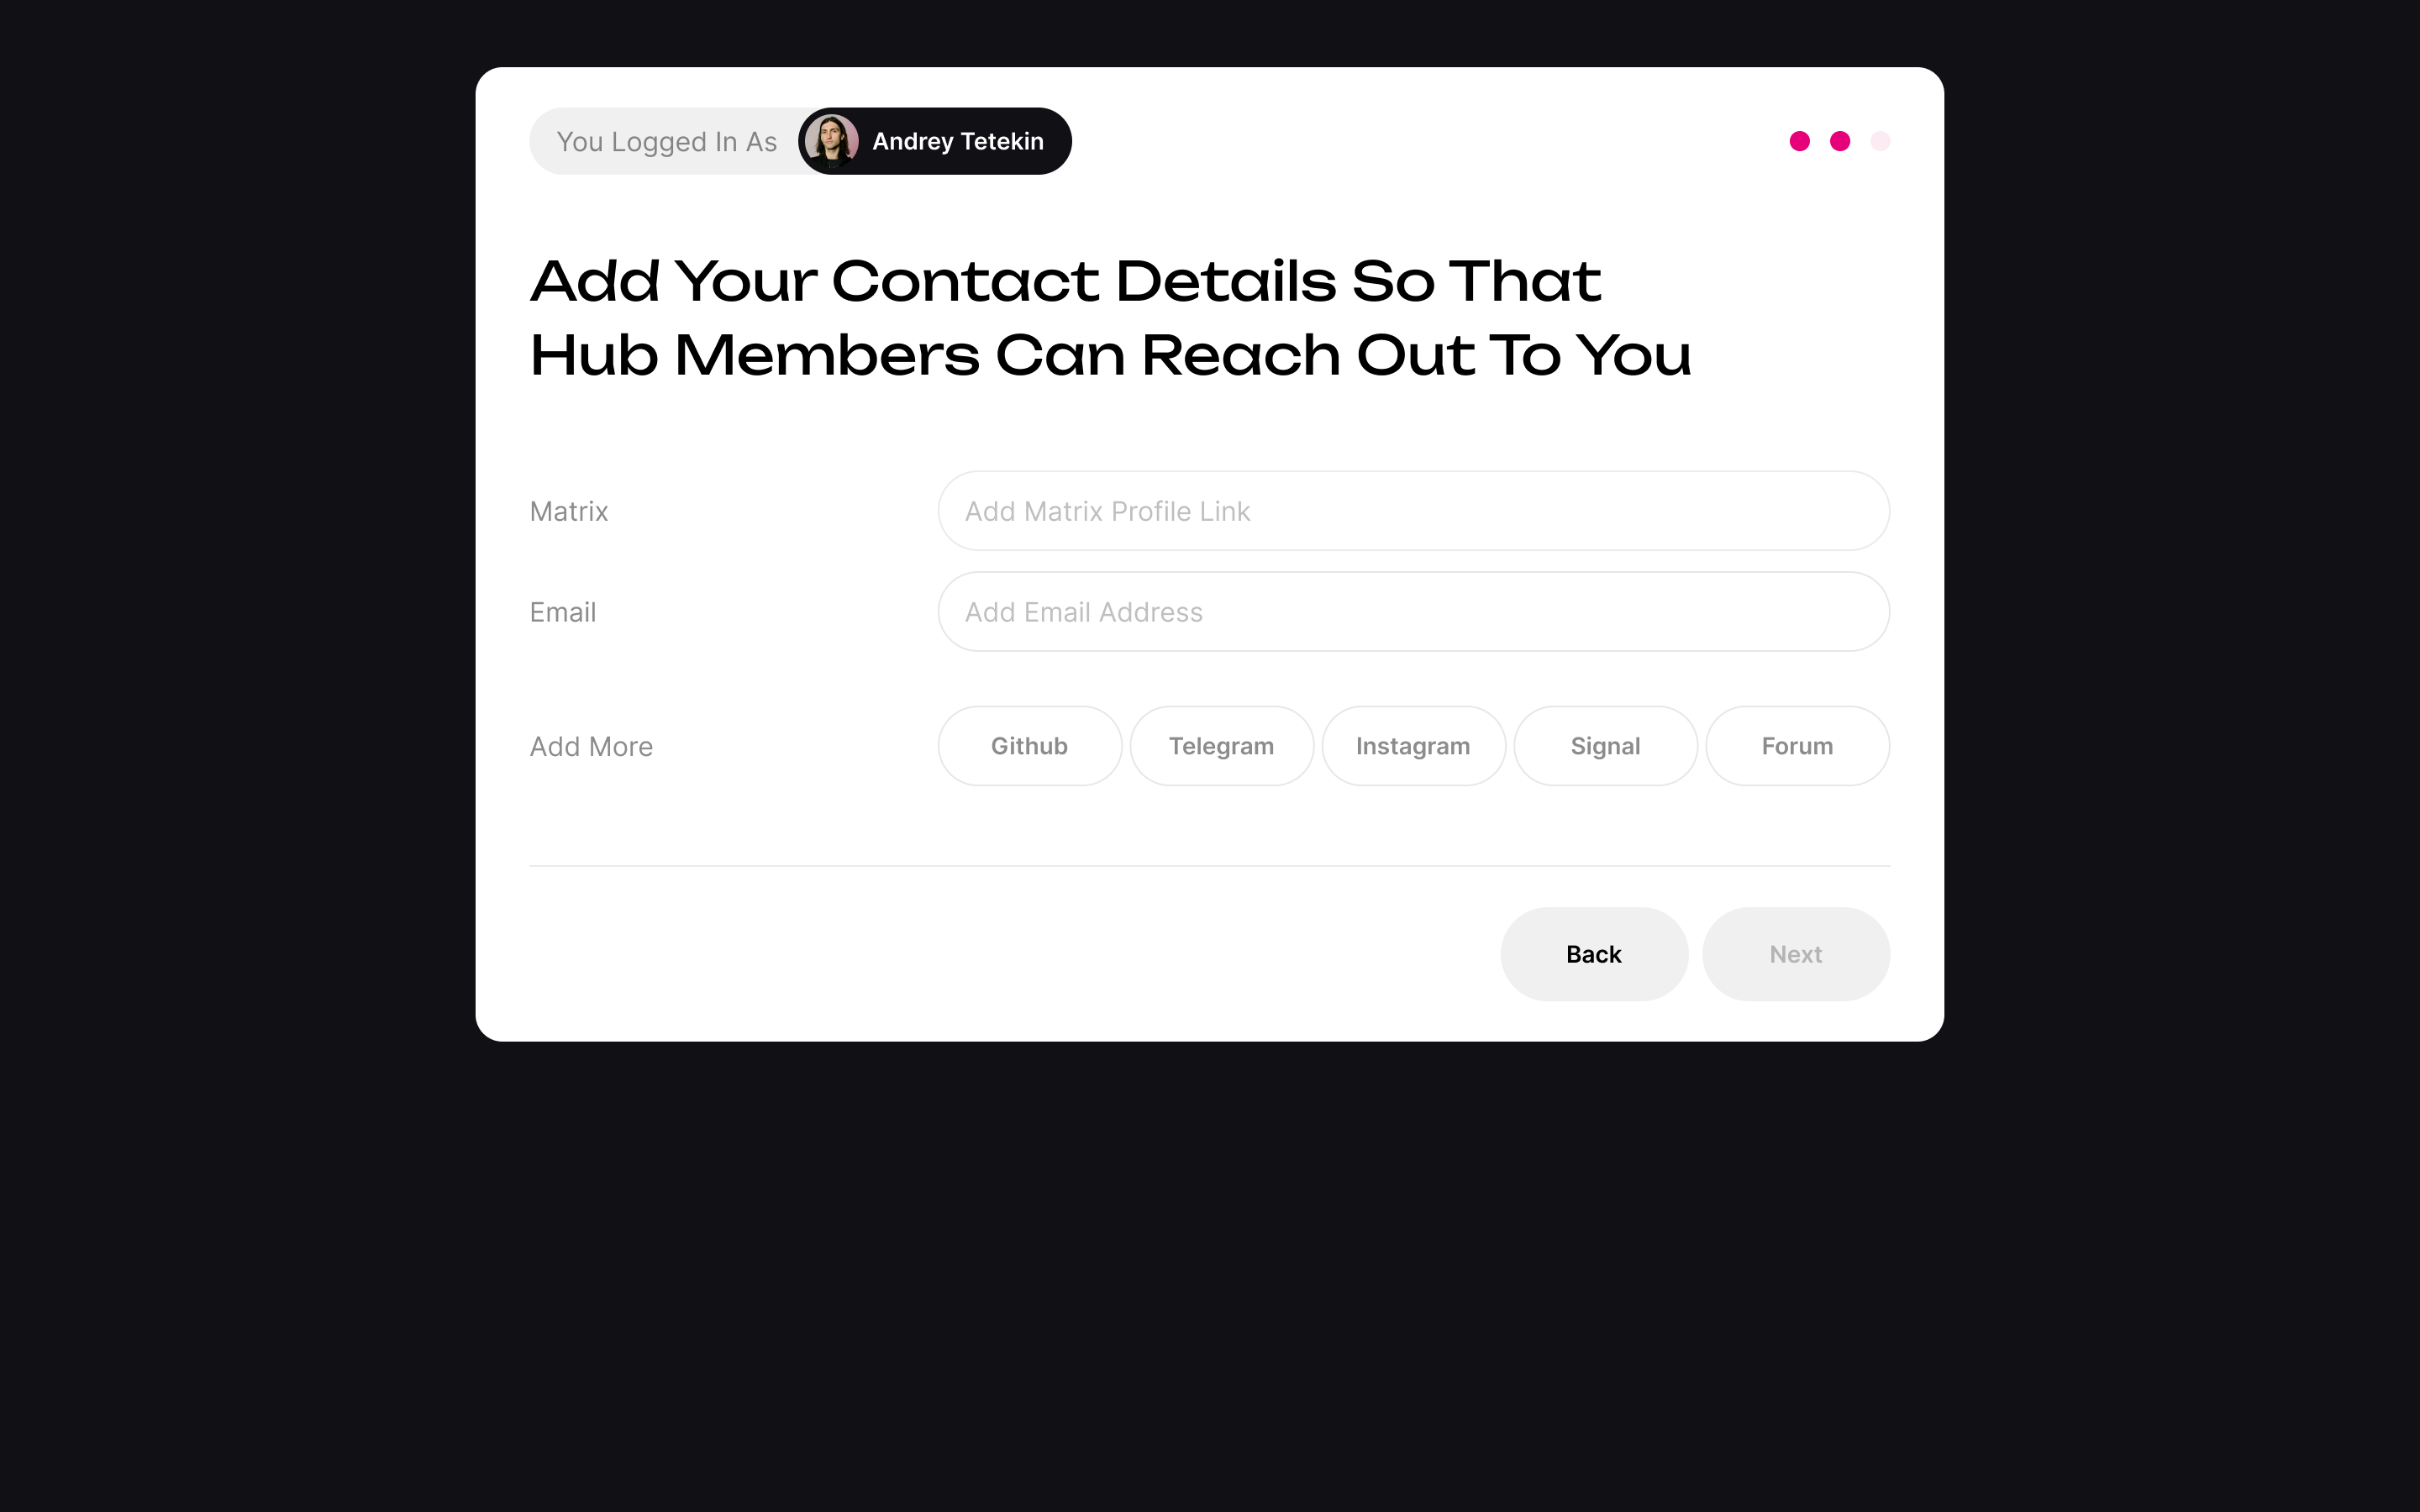 You Logged In As Andrey Tetekin
Add Your Contact Details So That
Hub Members Can Reach Out To You
Matrix Add Matrix Profile Link
Email Add Email Address
Add More Github Telegram Instagram Signal Forum
Back Next